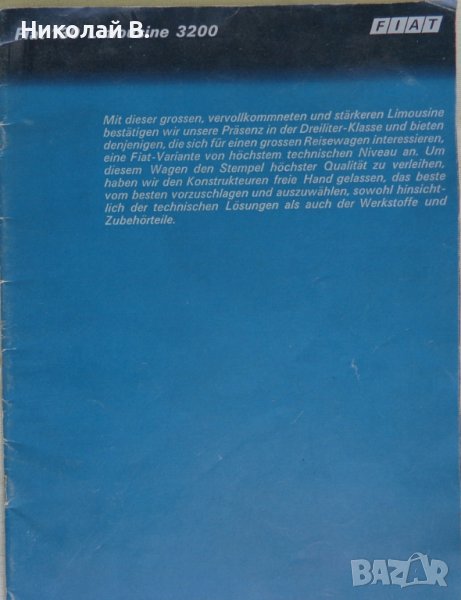 Николай В.
3200
FIAT
Mit dieser grossen, vervollkommneten und stärkeren Limousine
bestätigen wir unsere Präsenz in der Dreiliter-Klasse und bieten
denjenigen, die sich für einen grossen Reisewagen interessieren,
eine Fiat-Variante von höchstem technischen Niveau an. Um
diesem Wagen den Stempel höchster Qualität zu verleihen,
haben wir den Konstrukteuren freie Hand gelassen, das beste
vom besten vorzuschlagen und auszuwählen, sowohl hinsicht-
lich der technischen Lösungen als auch der Werkstoffe und
Zubehörteile.
BAZAR